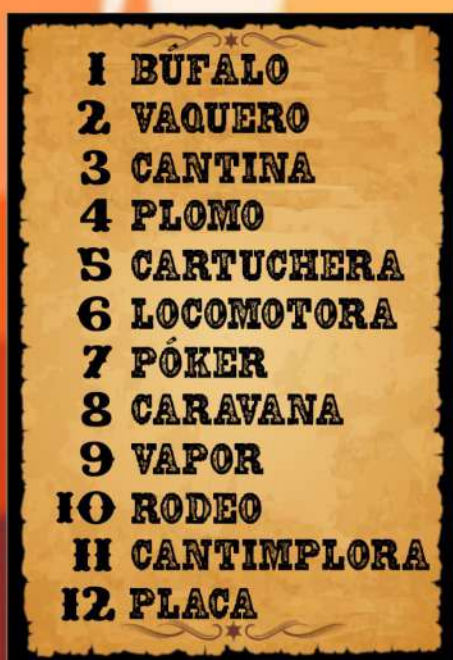 1 BÚFALO
2 VAQUERO
3 CANTINA
4 PLOMO
5 CARTUCHERA
6 LOCOMOTORA
7 PÓKER
8 CARAVANA
9 VAPOR
10 RODEO
11 CANTIMPLORA
12 PLACA